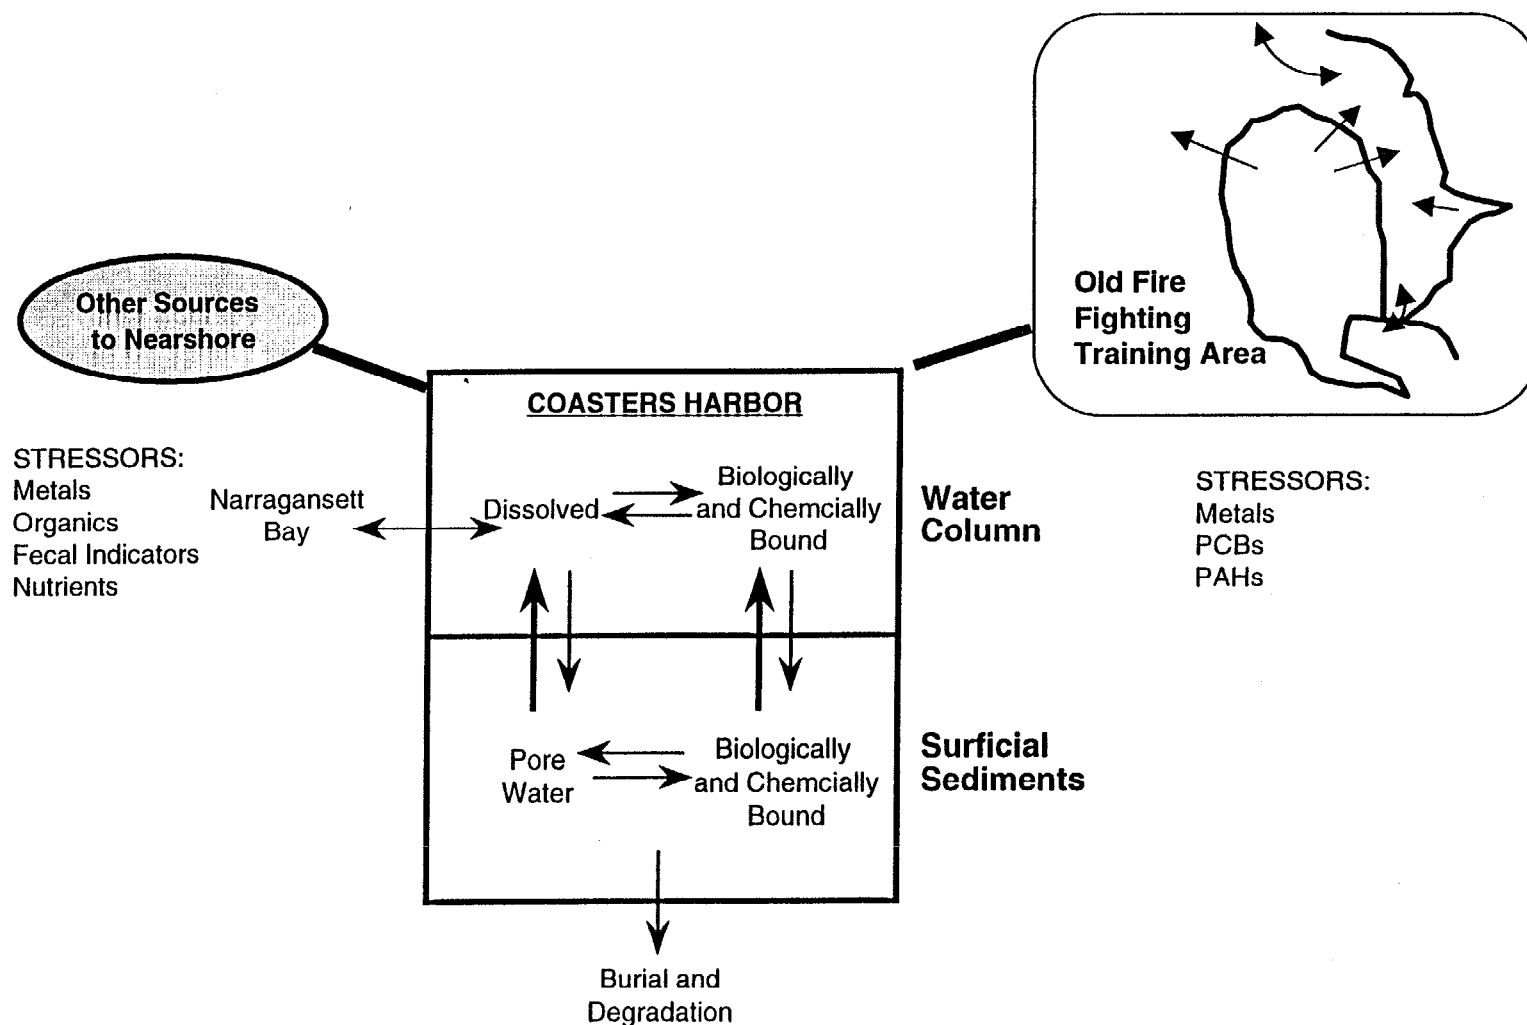 Other Sources
to Nearshore
Old Fire
Fighting
Training Area
COASTERS HARBOR
STRESSORS:
Metals
Organics
Fecal Indicators
Nutrients
Narragansett
Bay
Dissolved
Biologically
and Chemcially
Bound
Water
Column
STRESSORS:
Metals
PCBs
PAHs
Pore
Water
Biologically
and Chemcially
Bound
Surficial
Sediments
Burial and
Degradation